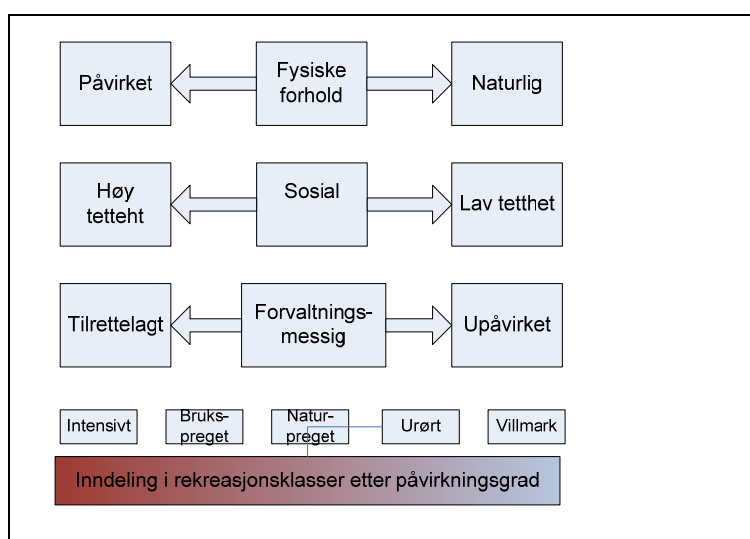 Påvirket
Fysiske
forhold
Naturlig
Høy
tetteht
Sosial
Lav tetthet
Tilrettelagt
Forvaltnings-
messig
Upåvirket
Intensivt
Bruks-
preget
Natur-
preget
Urørt
Villmark
Inndeling i rekreasjonsklasser etter påvirkningsgrad